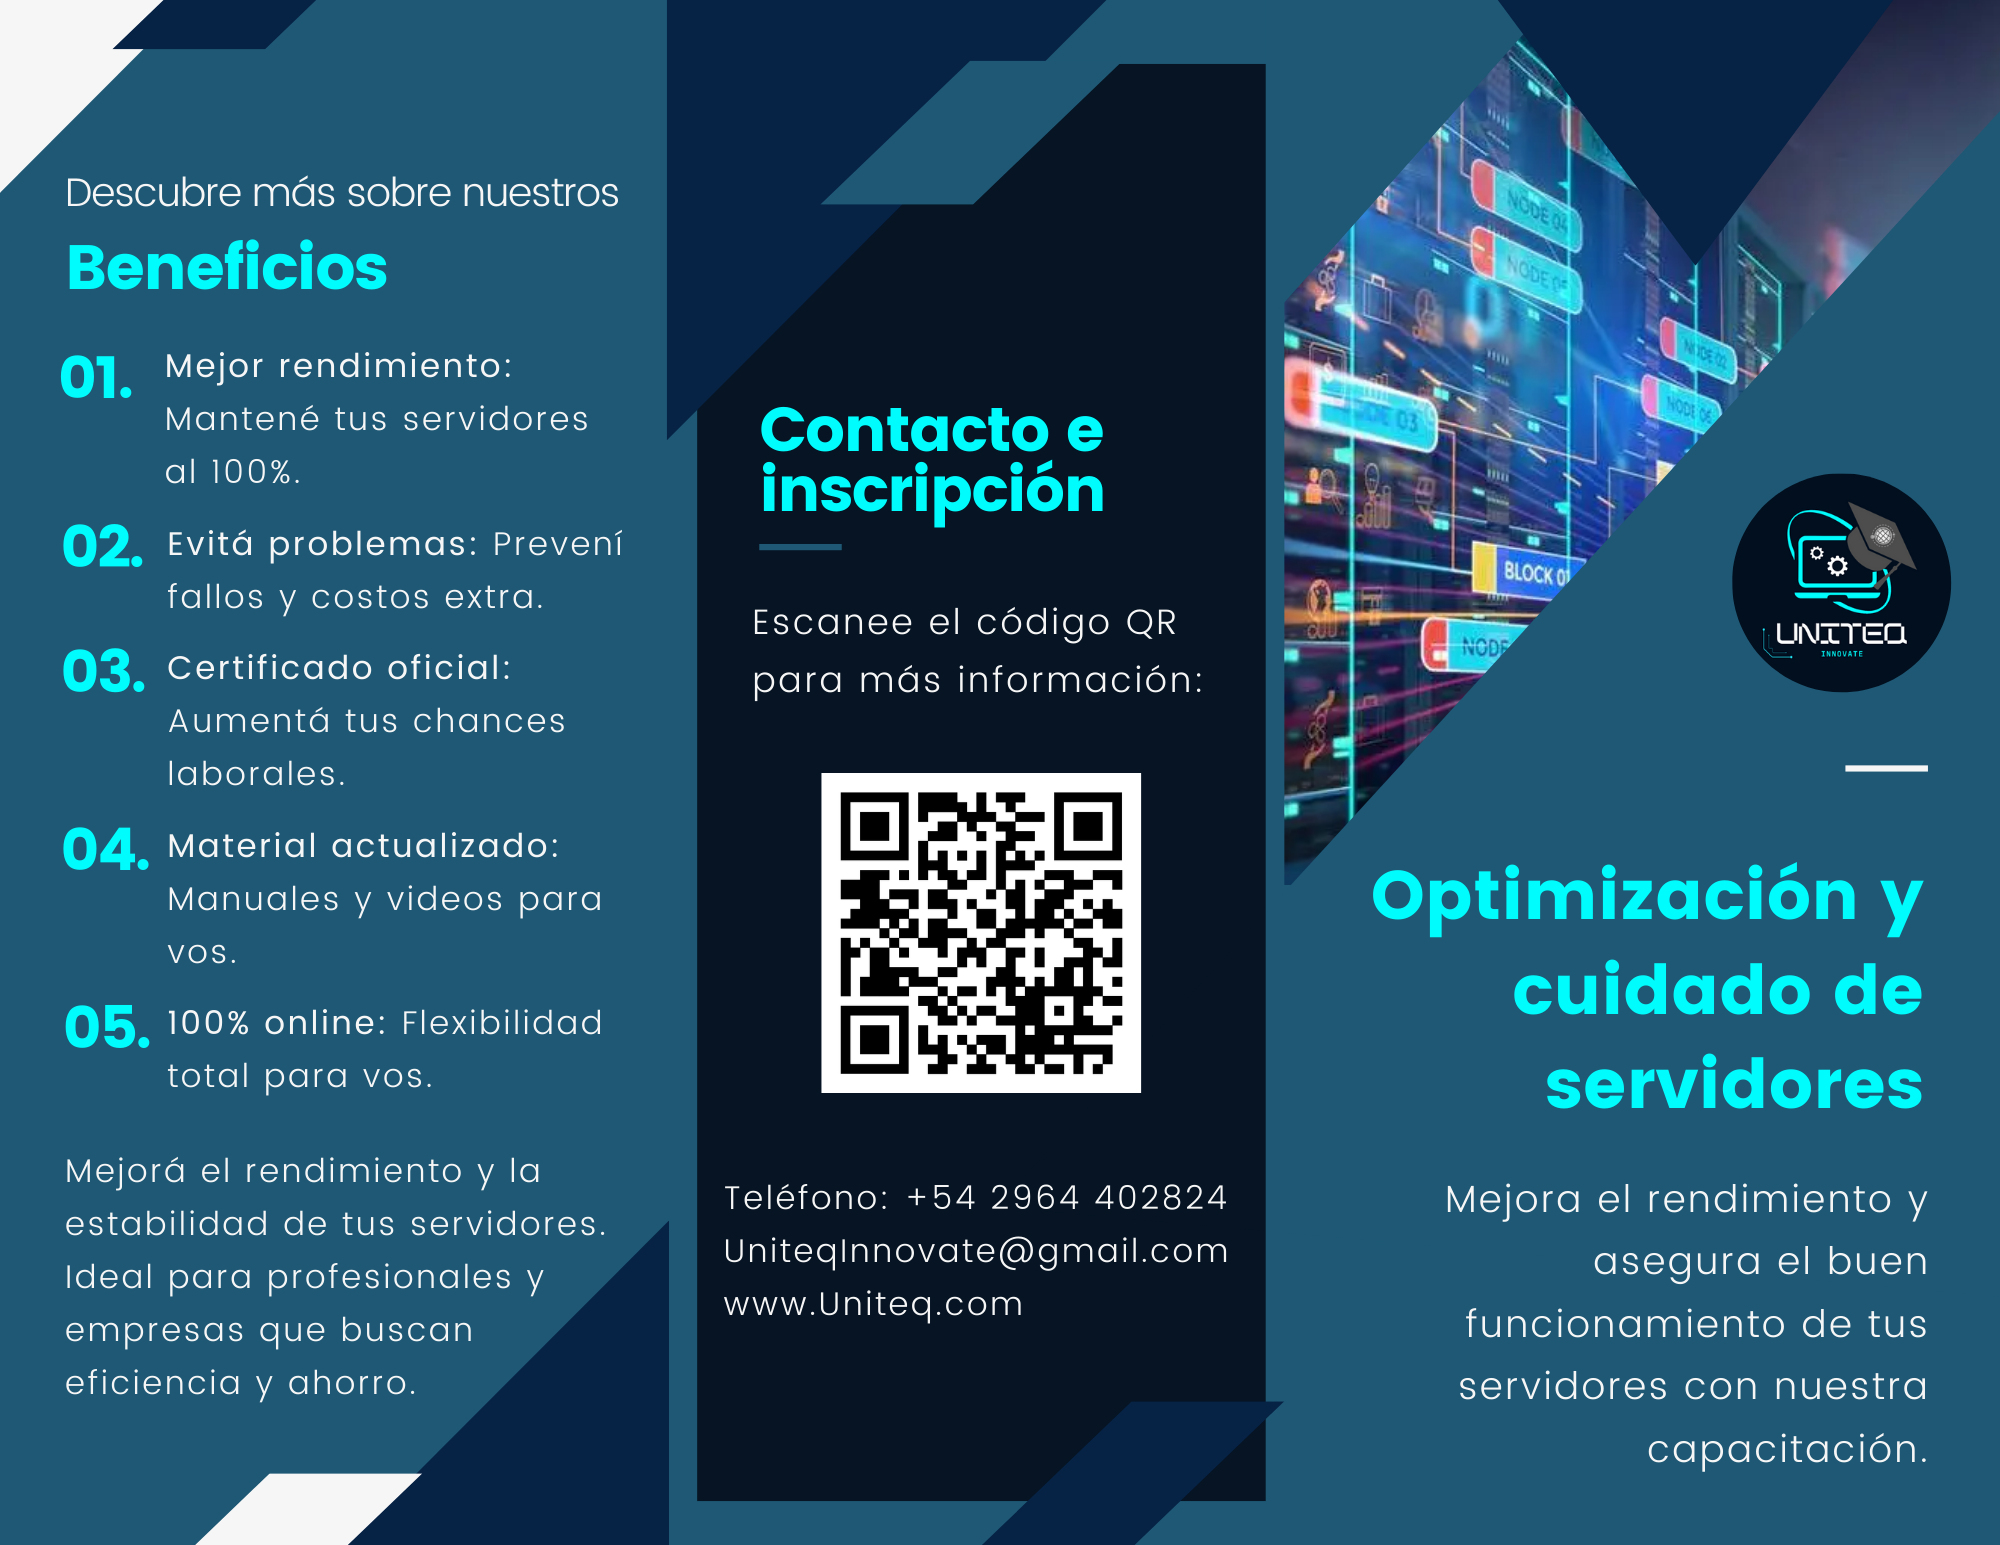 Descubre más sobre nuestros
Beneficios
01.
Mejor rendimiento:
Mantené tus servidores
al 100%.
02.
Evitá problemas: Prevení
fallos y costos extra.
03.
Certificado oficial:
Aumentá tus chances
laborales.
04.
Material actualizado:
Manuales y videos para
vos.
05.
100% online: Flexibilidad
total para vos.
Mejorá el rendimiento y la
estabilidad de tus servidores.
Ideal para profesionales y
empresas que buscan
eficiencia y ahorro.
Contacto e
inscripción
Escanee el código QR
para más información:
Teléfono: +54 2964 402824
UniteqInnovate@gmail.com
www.Uniteq.com
NODE 04
NODE
NODE 02
NODE 06
03
BLOCK 01
NODE
UNITEQ
INNOVATE
Optimización y
cuidado de
servidores
Mejora el rendimiento y
asegura el buen
funcionamiento de tus
servidores con nuestra
capacitación.